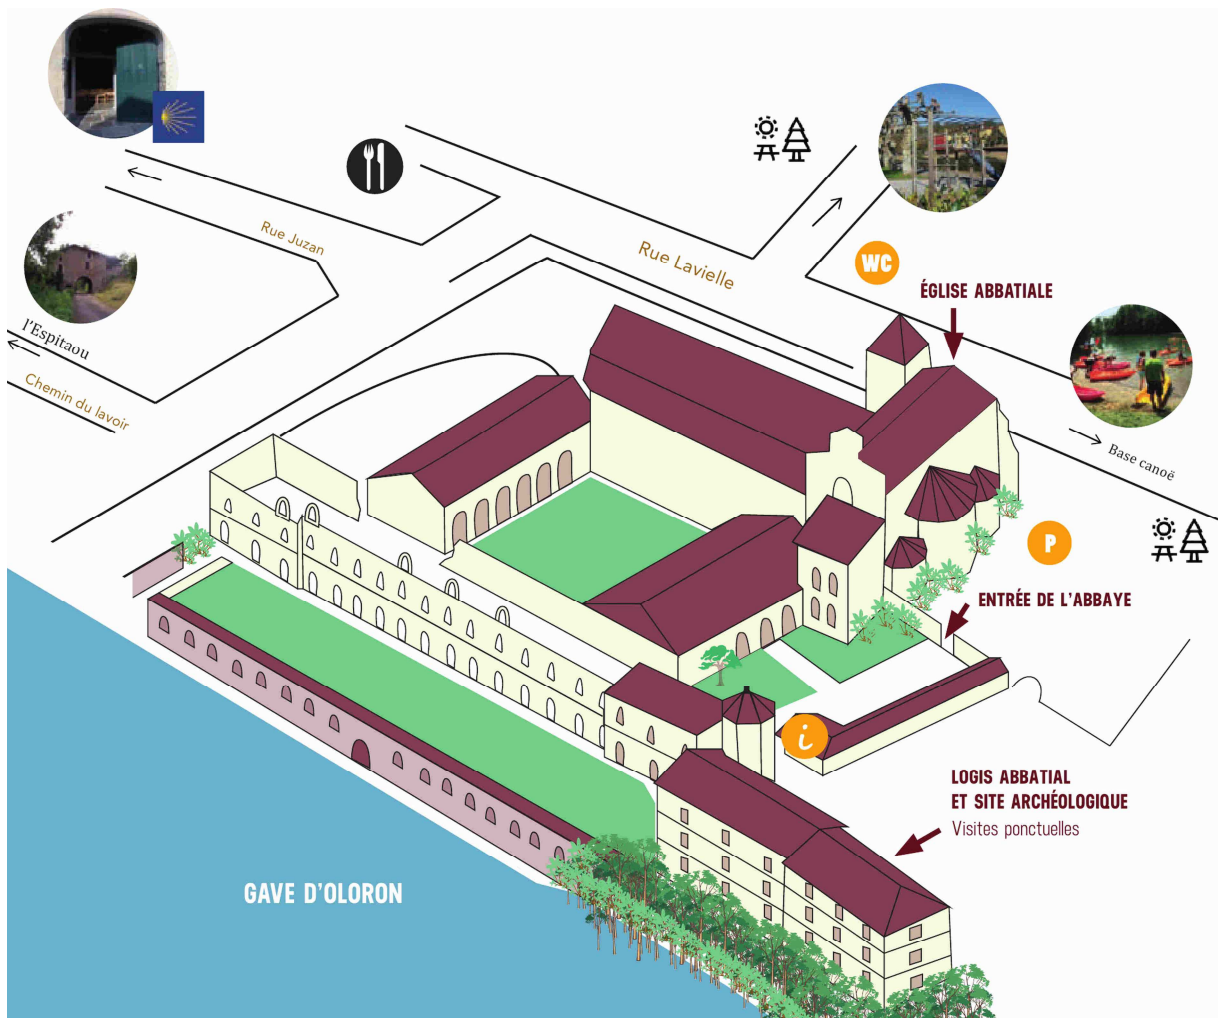 Rue Juzan
Rue Lavielle
WC
ÉGLISE ABBATIALE
l'Espitaou
Chemin du lavoir
Base canoë
P
ENTRÉE DE L'ABBAYE
i
LOGIS ABBATIAL
ET SITE ARCHÉOLOGIQUE
Visites ponctuelles
GAVE D'OLORON